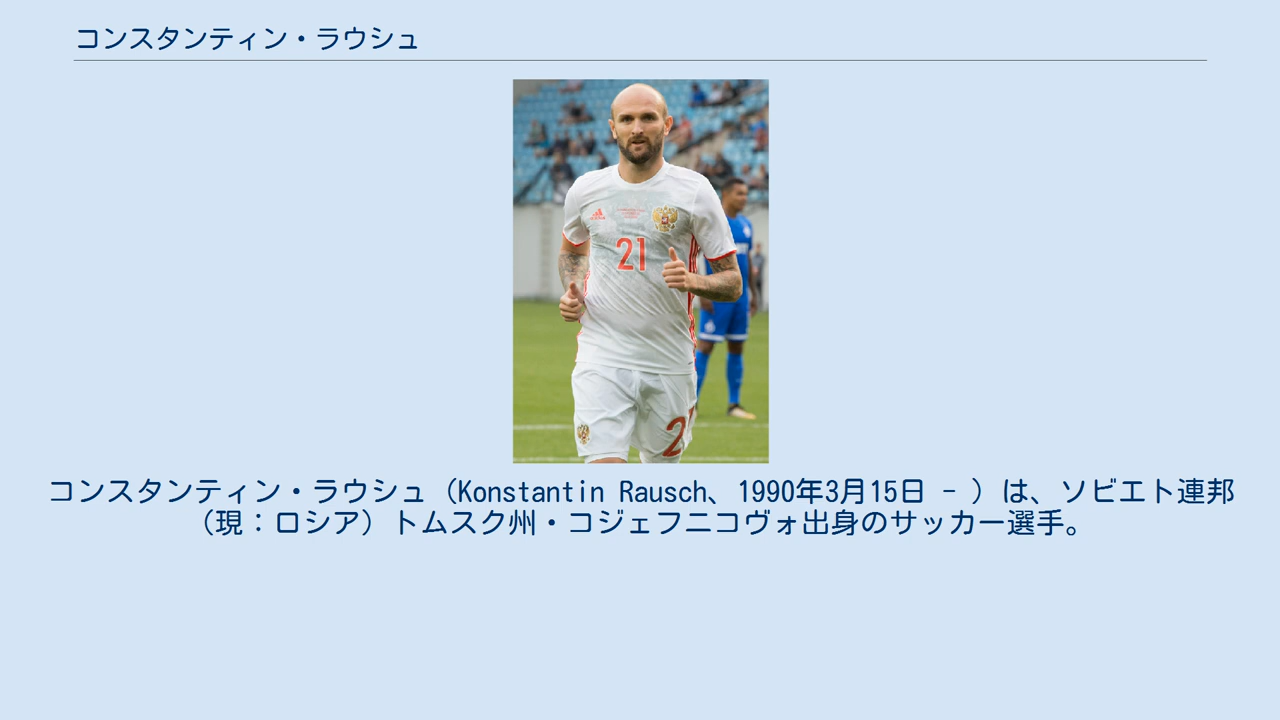 コンスタンティン・ラウシュ
21
2
コンスタンティン・ラウシュ（Konstantin Rausch、1990年3月15日 - ）は、ソビエト連邦
（現：ロシア）トムスク州・コジェフニコヴォ出身のサッカー選手。